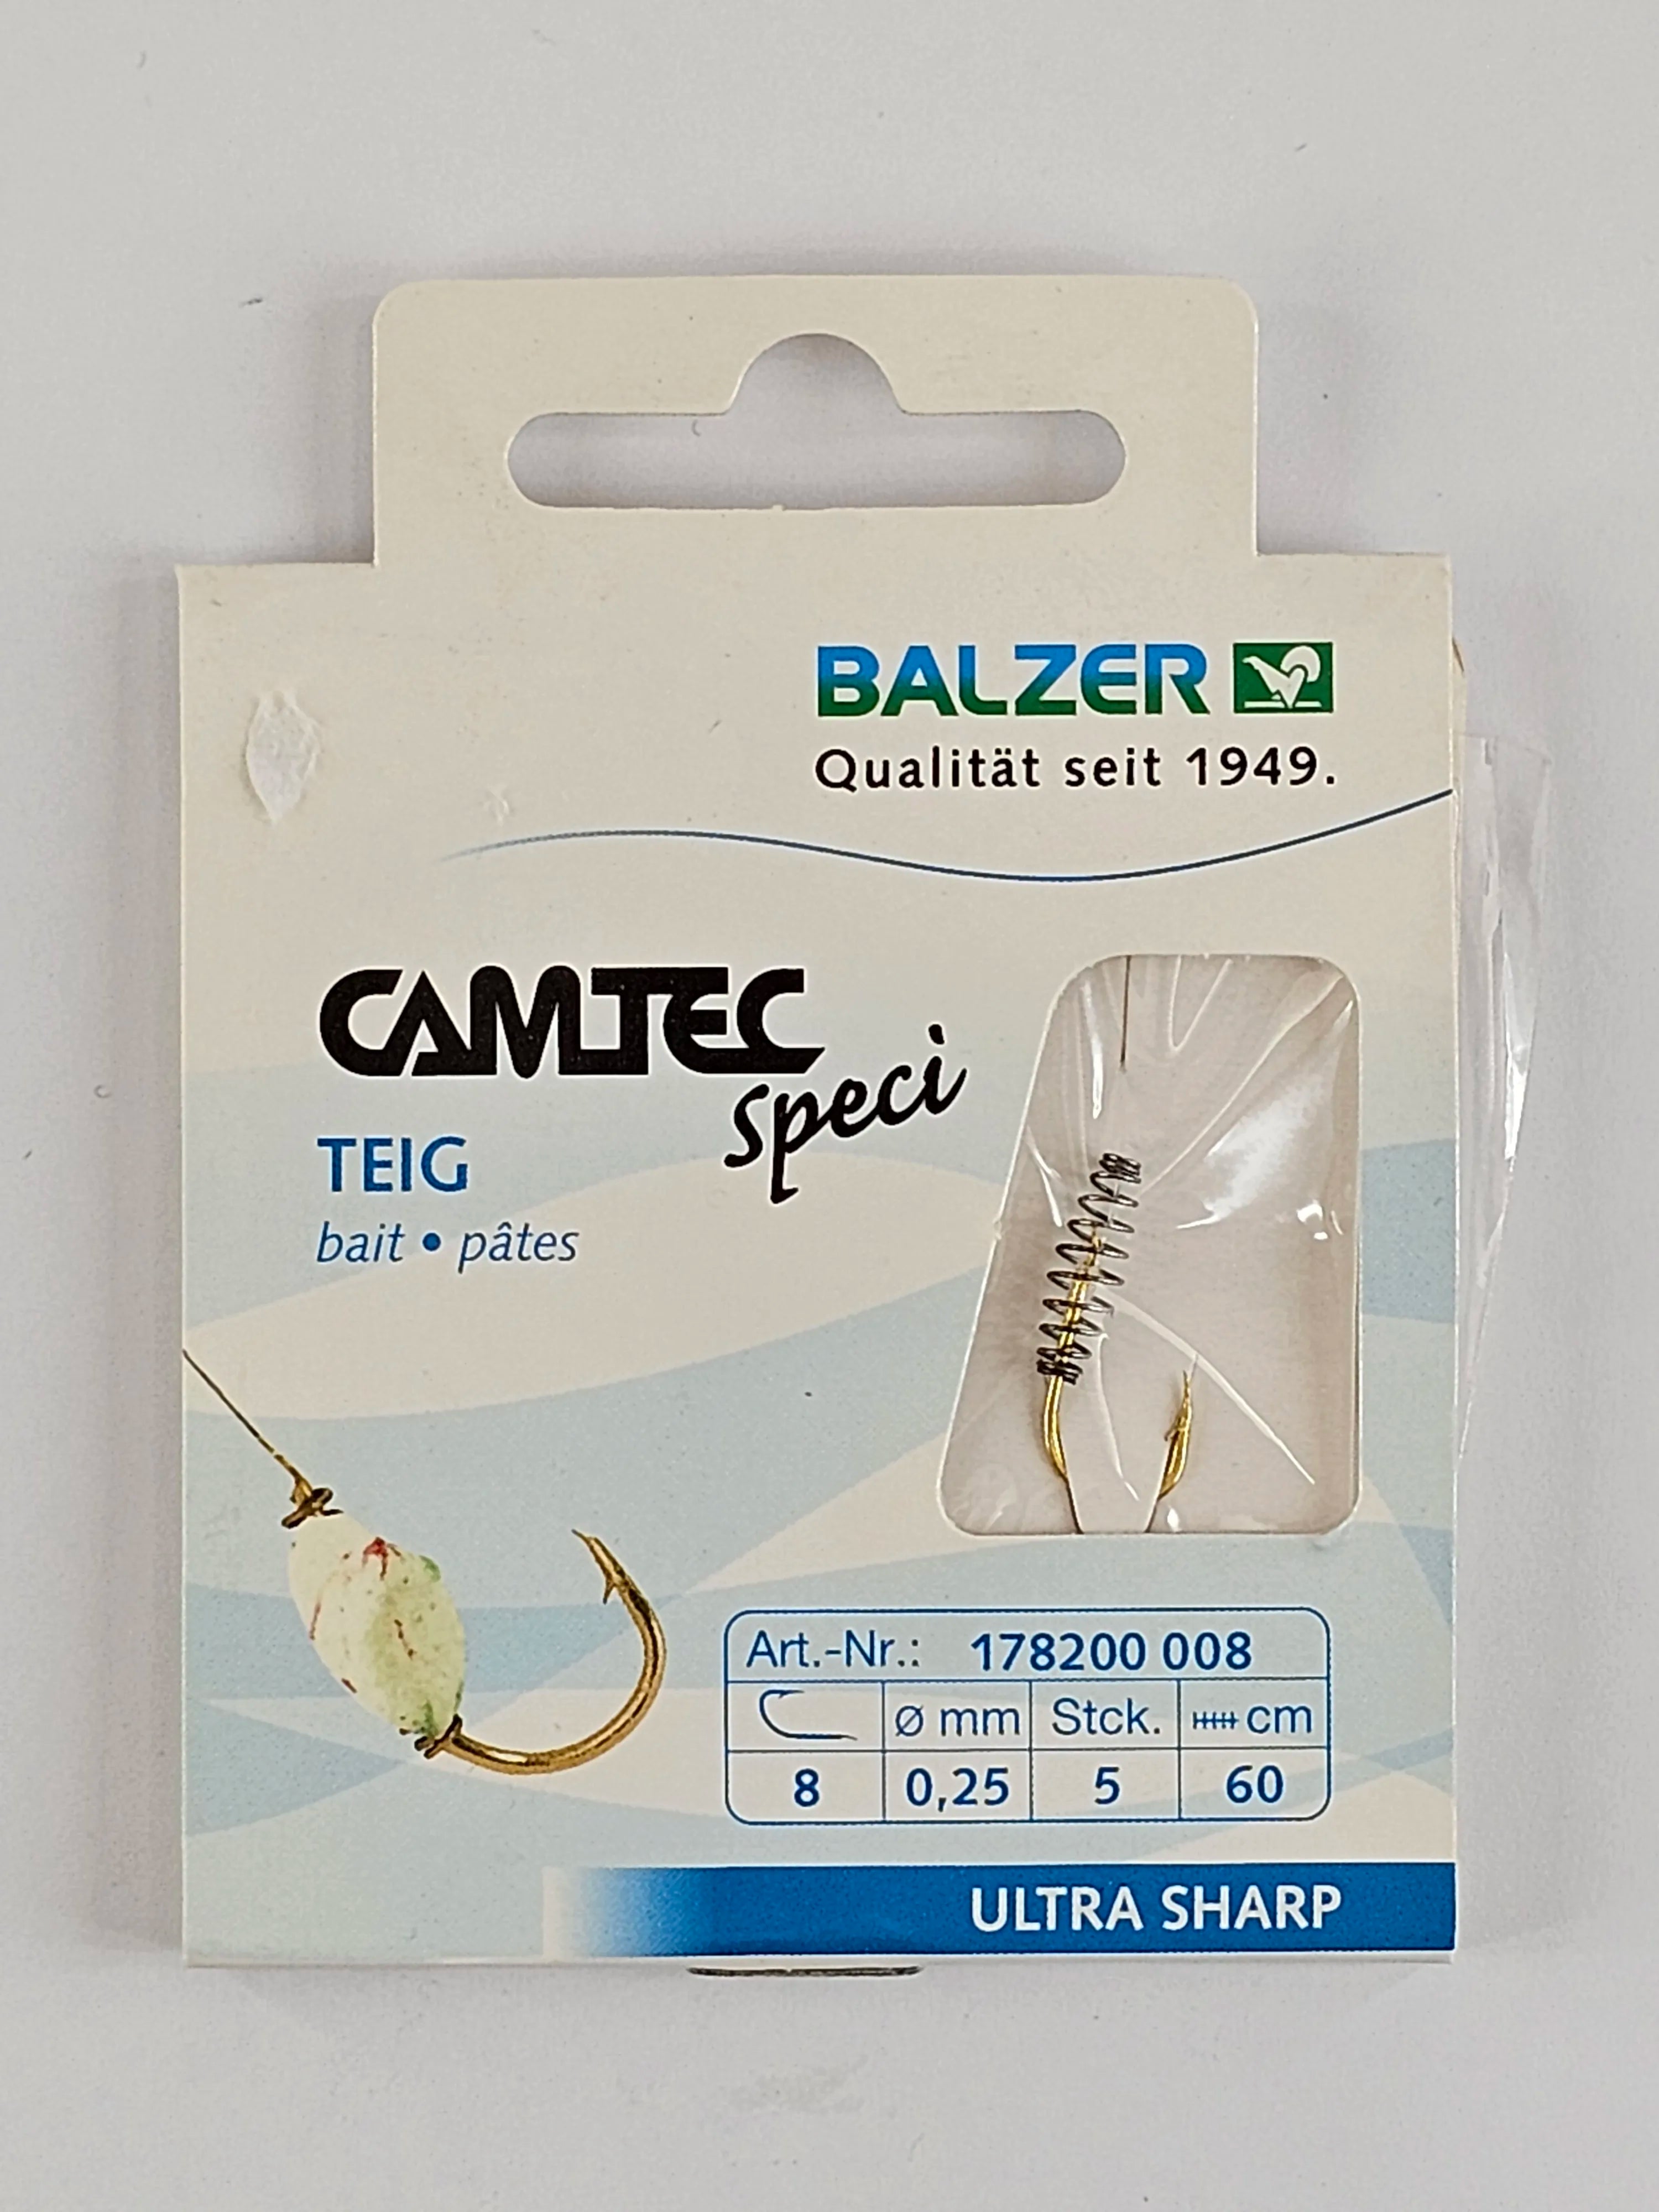 BALZER
Qualität seit 1949.
CAMTEC
speci
TEIG
bait • pâtes
Art.-Nr.: 178200 008
Ø mm Stck. cm
8 0,25 5 60
ULTRA SHARP